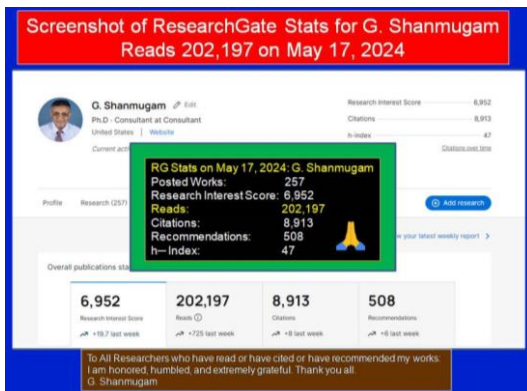 Screenshot of ResearchGate Stats for G. Shanmugam
Reads 202,197 on May 17, 2024
G. Shanmugam Edit
Ph.D - Consultant at Consultant
United States | Website
Current acti
Research Interest Score 6,952
Citations 8,913
h-index 47
Citations over time
RG Stats on May 17, 2024: G. Shanmugam
Posted Works: 257
Research Interest Score: 6,952
Reads: 202,197
Citations: 8,913
Recommendations: 508
h–Index: 47
Profile Research (257)
Add research
w your latest weekly report
Overall publications sta
6,952 202,197 8,913 508
Research Interest Score Reads Citations Recommendations
+19.7 last week +725 last week +8 last week +6 last week
To All Researchers who have read or have cited or have recommended my works:
I am honored, humbled, and extremely grateful. Thank you all.
G. Shanmugam